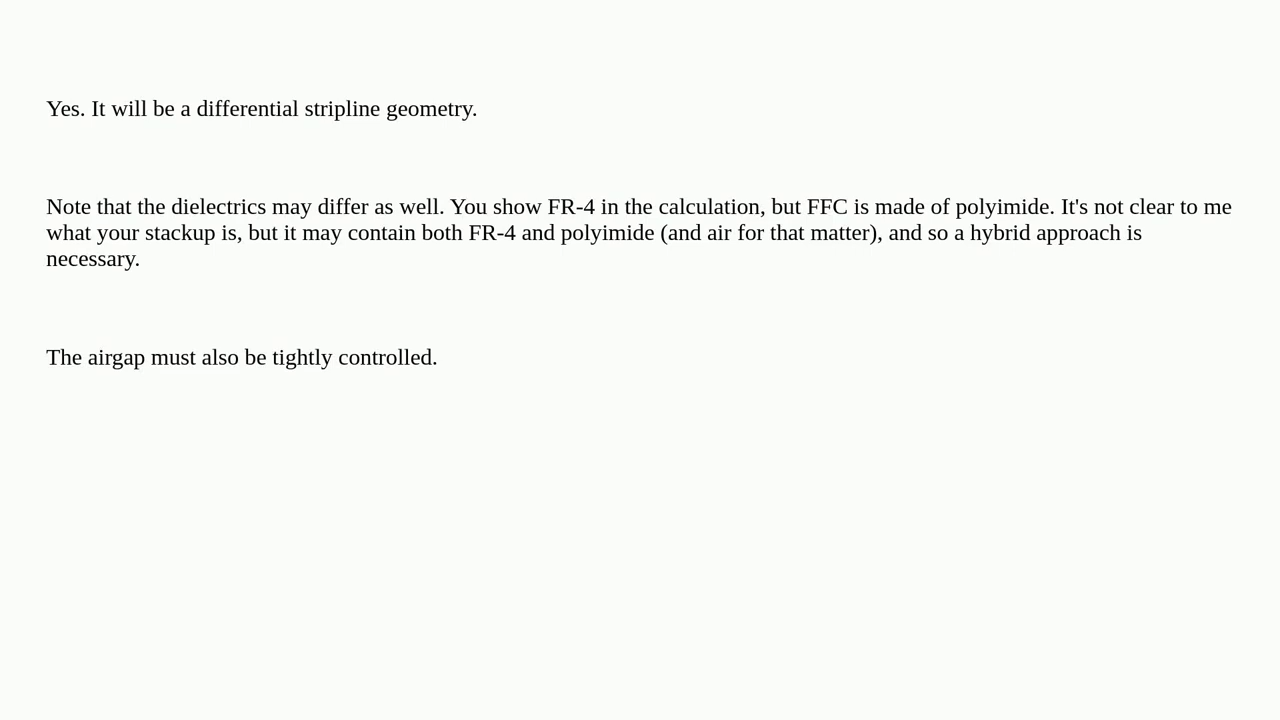 Yes. It will be a differential stripline geometry.
Note that the dielectrics may differ as well. You show FR-4 in the calculation, but FFC is made of polyimide. It's not clear to me
what your stackup is, but it may contain both FR-4 and polyimide (and air for that matter), and so a hybrid approach is
necessary.
The airgap must also be tightly controlled.